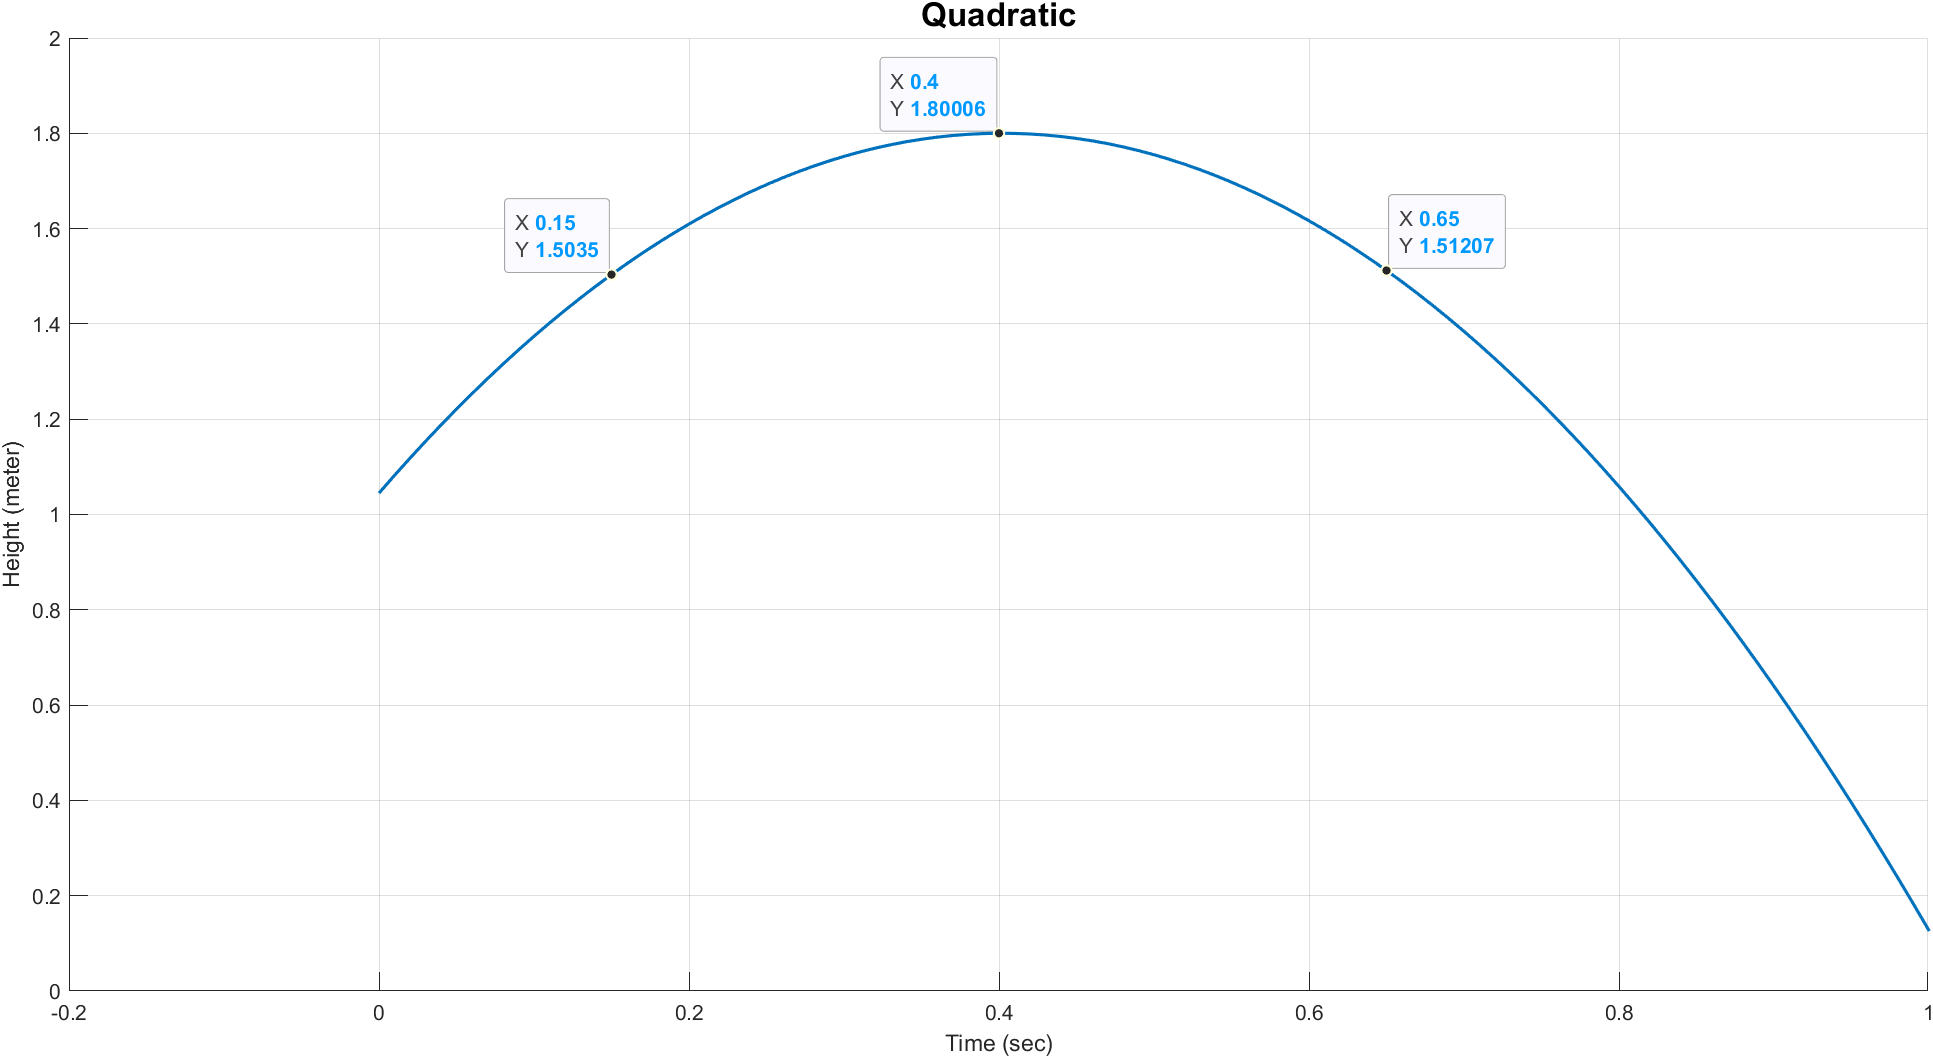 Quadratic
2
1.8
1.6
1.4
1.2
1
0.8
0.6
0.4
0.2
0
Height (meter)
X 0.4
Y 1.80006
X 0.15
Y 1.5035
X 0.65
Y 1.51207
-0.2 0 0.2 0.4 0.6 0.8 1
Time (sec)